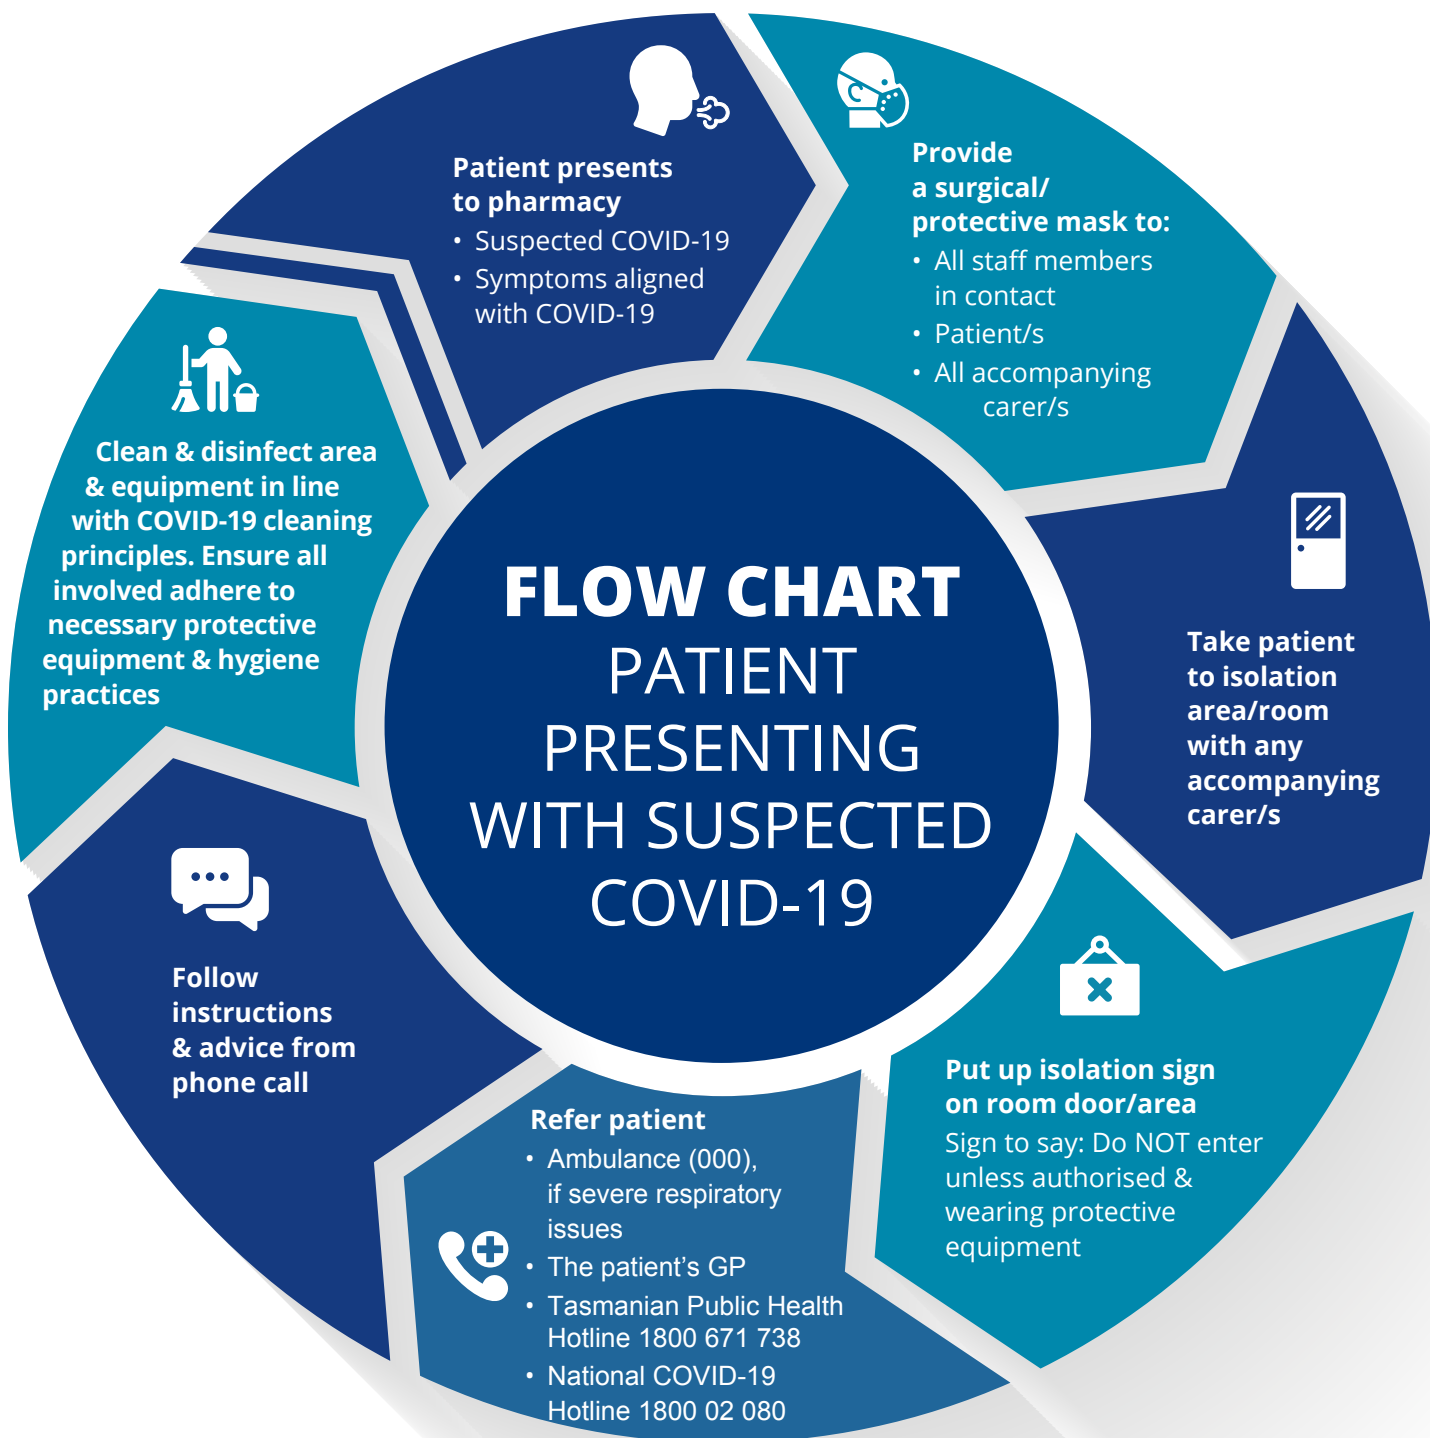 FLOW CHART
PATIENT
PRESENTING
WITH SUSPECTED
COVID-19
Patient presents
to pharmacy
• Suspected COVID-19
• Symptoms aligned
with COVID-19
Provide
a surgical/
protective mask to:
• All staff members
in contact
• Patient/s
• All accompanying
carer/s
Take patient
to isolation
area/room
with any
accompanying
carer/s
Put up isolation sign
on room door/area
Sign to say: Do NOT enter
unless authorised &
wearing protective
equipment
Refer patient
• Ambulance (000),
if severe respiratory
issues
• The patient’s GP
• Tasmanian Public Health
Hotline 1800 671 738
• National COVID-19
Hotline 1800 02 080
Follow
instructions
& advice from
phone call
Clean & disinfect area
& equipment in line
with COVID-19 cleaning
principles. Ensure all
involved adhere to
necessary protective
equipment & hygiene
practices